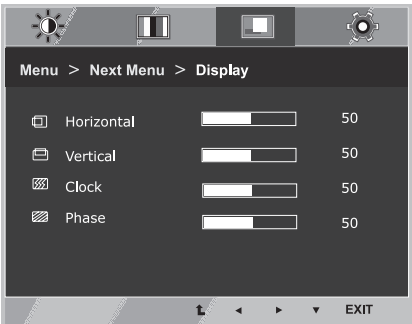 Menu > Next Menu > Display
Horizontal 50
Vertical 50
Clock 50
Phase 50
EXIT